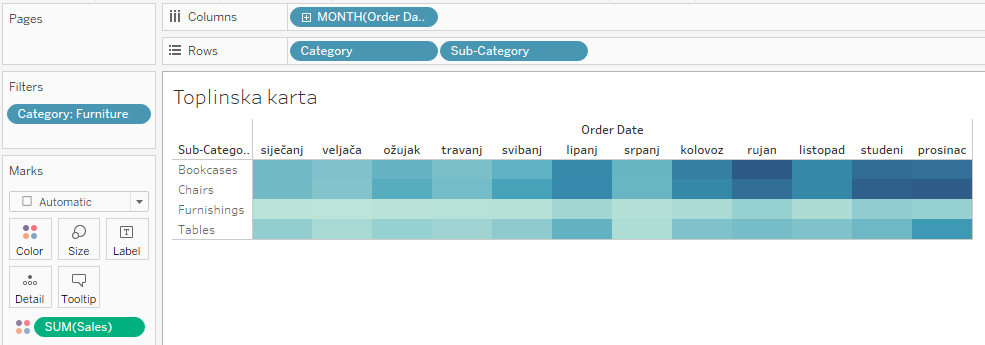 Pages
Columns
MONTH(Order Da..
Rows
Category
Sub-Category
Filters
Category: Furniture
Marks
Automatic
Color
Size
Label
Detail
Tooltip
SUM(Sales)
Toplinska karta
Order Date
Sub-Catego.. siječanj veljača ožujak travanj svibanj lipanj srpanj kolovoz rujan listopad studeni prosinac
Bookcases
Chairs
Furnishings
Tables